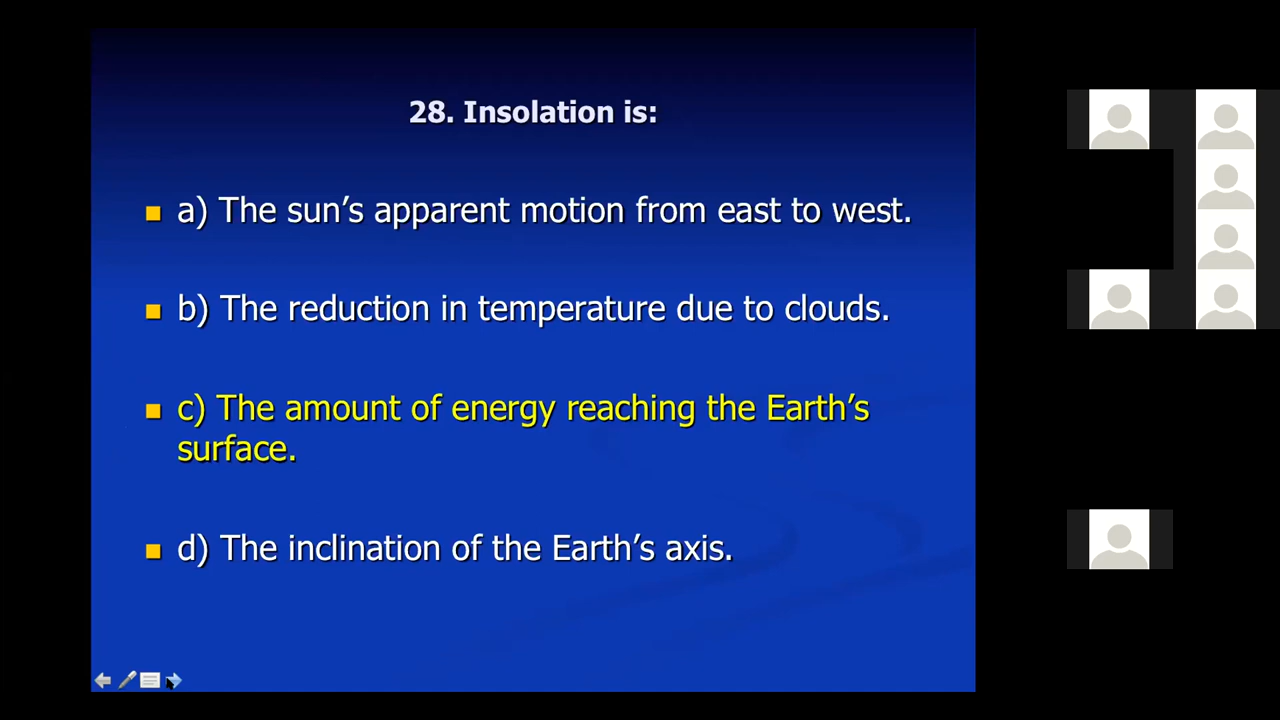 28. Insolation is:
a) The sun’s apparent motion from east to west.
b) The reduction in temperature due to clouds.
c) The amount of energy reaching the Earth’s
surface.
d) The inclination of the Earth’s axis.